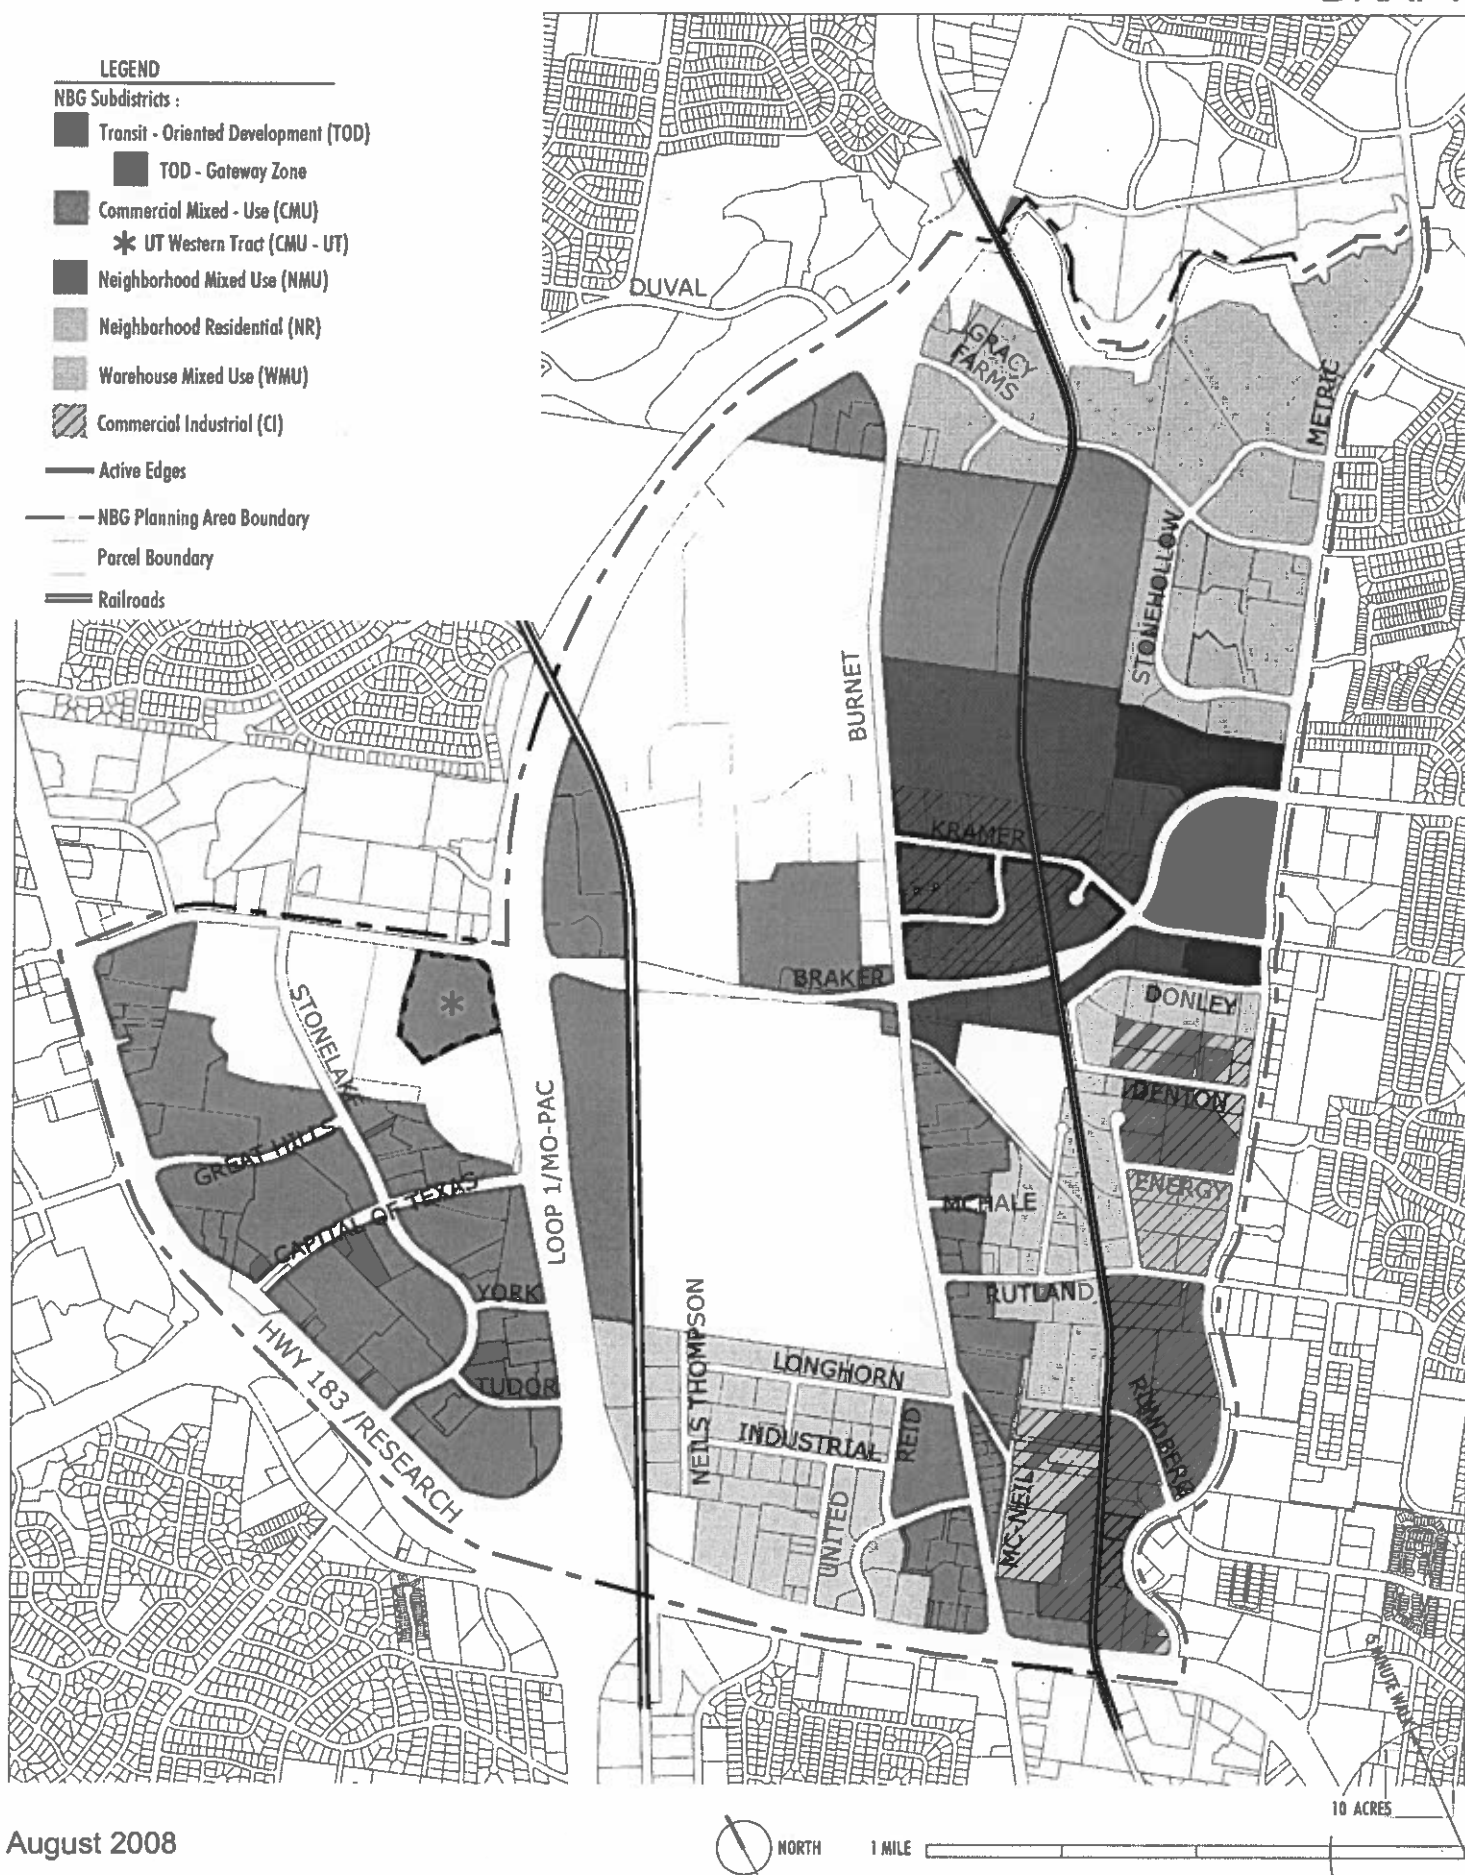 LEGEND
NBG Subdistricts :
Transit - Oriented Development (TOD)
TOD - Gateway Zone
Commercial Mixed - Use (CMU)
UT Western Tract (CMU - UT)
Neighborhood Mixed Use (NMU)
Neighborhood Residential (NR)
Warehouse Mixed Use (WMU)
Commercial Industrial (CI)
Active Edges
NBG Planning Area Boundary
Parcel Boundary
Railroads
DUVAL
GRACY
FARMS
METRIC
STONEHOLLOW
BURNET
KRAMER
BRAKER
DONLEY
STONELAKE
DENTON
LOOP 1/MO-PAC
GREAT HILLS
ENERGY
CAPITAL OF TEXAS
MCHALE
YORK
RUTLAND
NEILS THOMPSON
HWY 183 /RESEARCH
LONGHORN
TUDOR
RUNDBERG
REID
INDUSTRIAL
UNITED
MC-NEIL
5 MINUTE WALK
10 ACRES
August 2008
NORTH
1 MILE